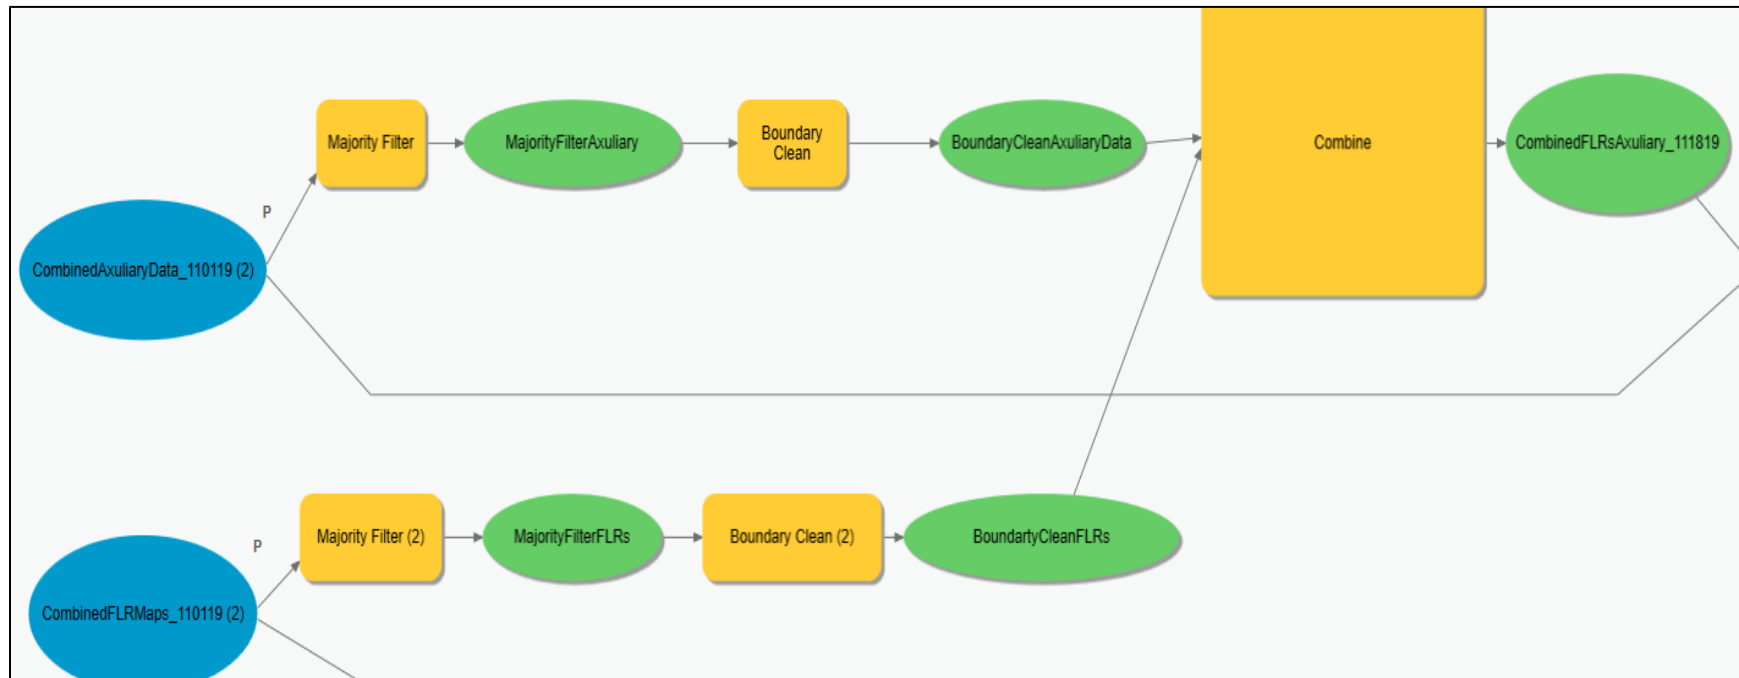 Majority Filter
MajorityFilterAxuliary
Boundary
Clean
BoundaryCleanAxuliaryData
Combine
CombinedFLRsAxuliary_111819
P
CombinedAxuliaryData_110119 (2)
Majority Filter (2)
MajorityFilterFLRs
Boundary Clean (2)
BoundartyCleanFLRs
P
CombinedFLRMaps_110119 (2)